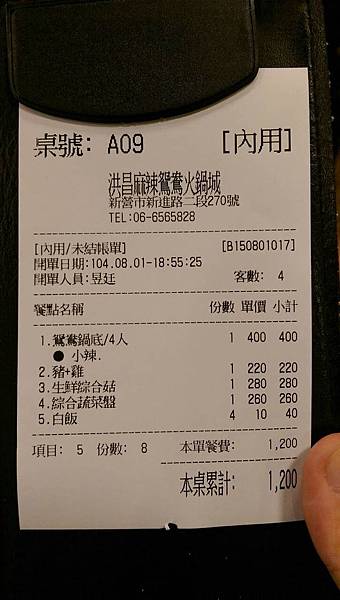 桌號: A09 [內用]
洪昌麻辣鴛鴦火鍋城
新營市新進路二段270號
TEL:06-6565828
[內用/未結帳單] [B150801017]
開單日期:104.08.01-18:55:25
開單人員:昱廷 客數: 4
餐點名稱 份數 單價 小計
1.鴛鴦鍋底/4人 1 400 400
● 小辣.
2.豬+雞 1 220 220
3.生鮮綜合菇 1 280 280
4.綜合蔬菜盤 1 260 260
5.白飯 4 10 40
項目: 5 份數: 8 本單餐費: 1,200
本桌累計: 1,200